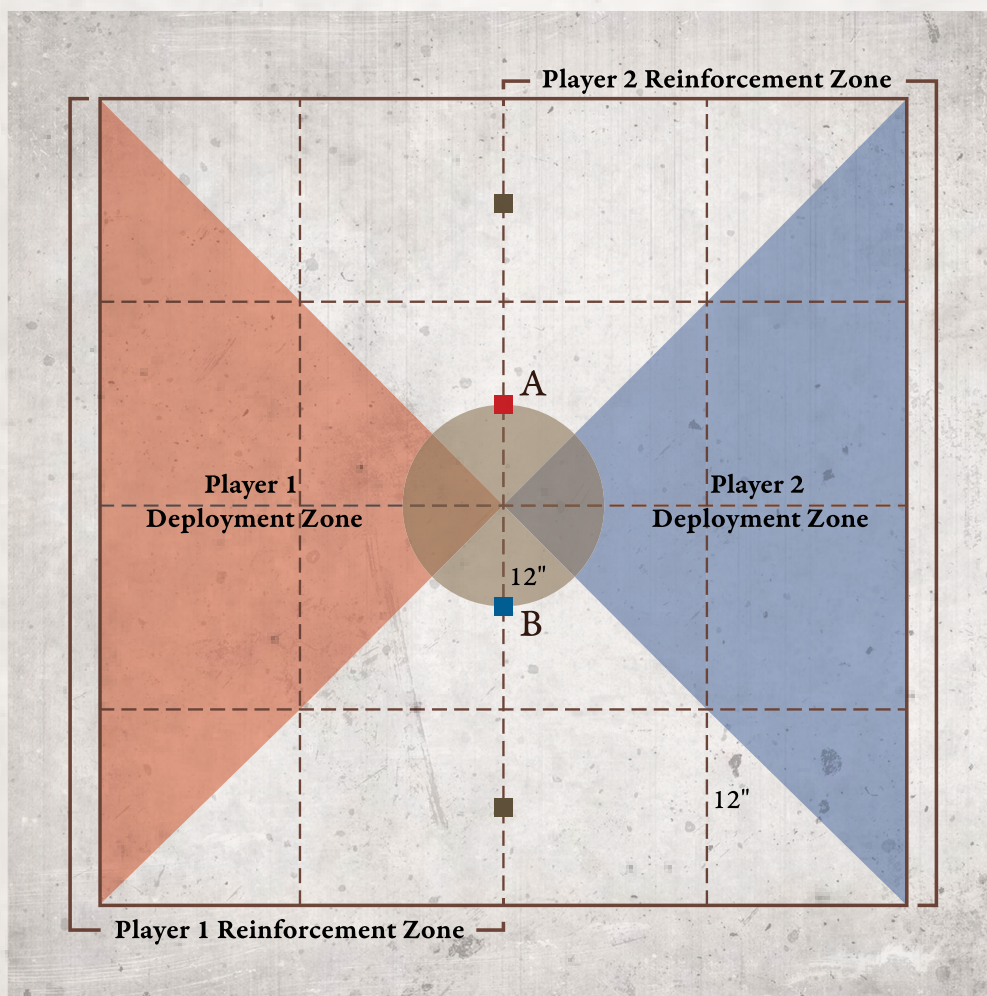 Player 2 Reinforcement Zone
A
Player 1
Deployment Zone
Player 2
Deployment Zone
12"
B
12"
Player 1 Reinforcement Zone